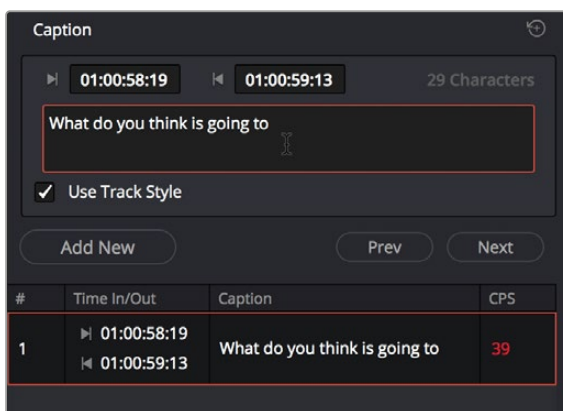 Caption
01:00:58:19 01:00:59:13 29 Characters
What do you think is going to
Use Track Style
Add New Prev Next
# Time In/Out Caption CPS
1 01:00:58:19 What do you think is going to 39
01:00:59:13